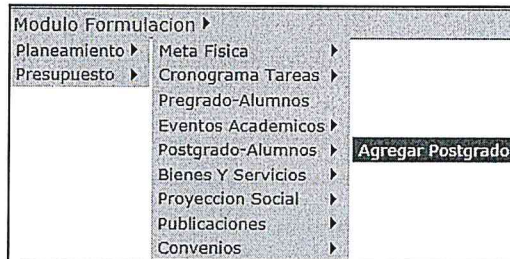 Modulo Formulacion
Planeamiento
Presupuesto
Meta Fisica
Cronograma Tareas
Pregrado-Alumnos
Eventos Academicos
Postgrado-Alumnos
Agregar Postgrado
Bienes Y Servicios
Proyeccion Social
Publicaciones
Convenios